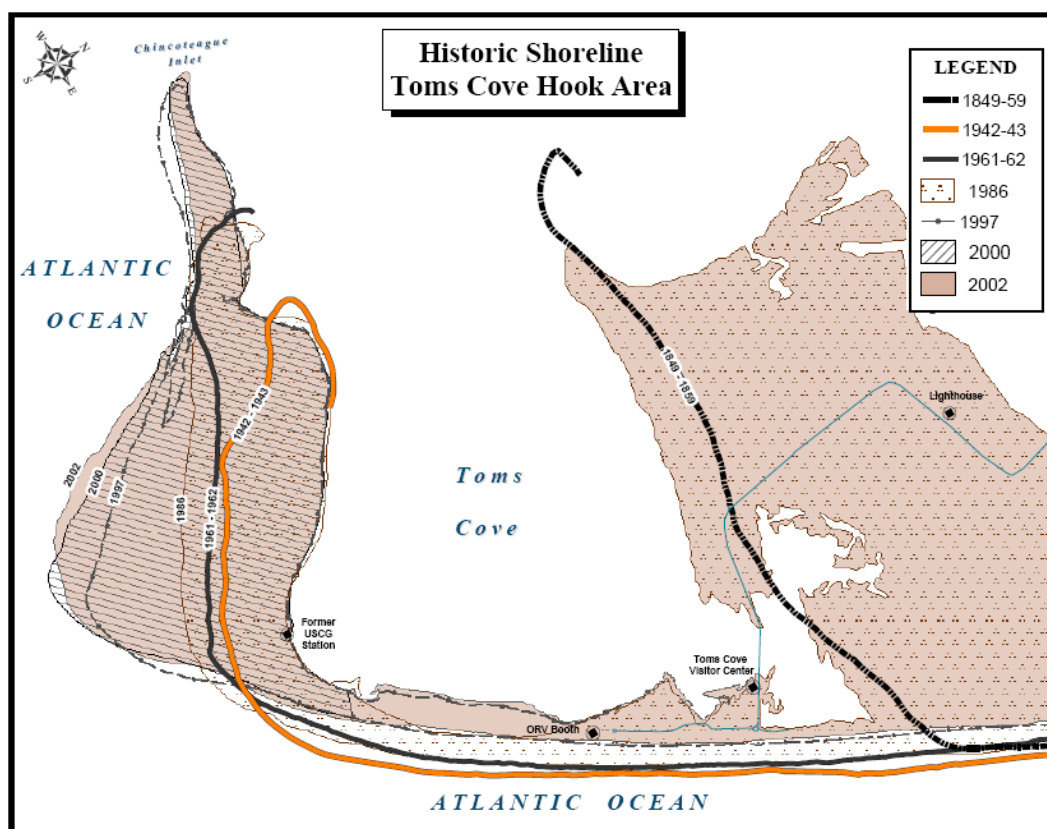 Historic Shoreline
Toms Cove Hook Area
W
N
S
E
Chincoteague
Inlet
LEGEND
1849-59
1942-43
1961-62
1986
1997
2000
2002
ATLANTIC
OCEAN
1849 - 1859
Lighthouse
1942 - 1943
Toms
Cove
2002
2000
1997
1986
1961 - 1962
Former
USCG
Station
Toms Cove
Visitor Center
ORV Booth
ATLANTIC OCEAN